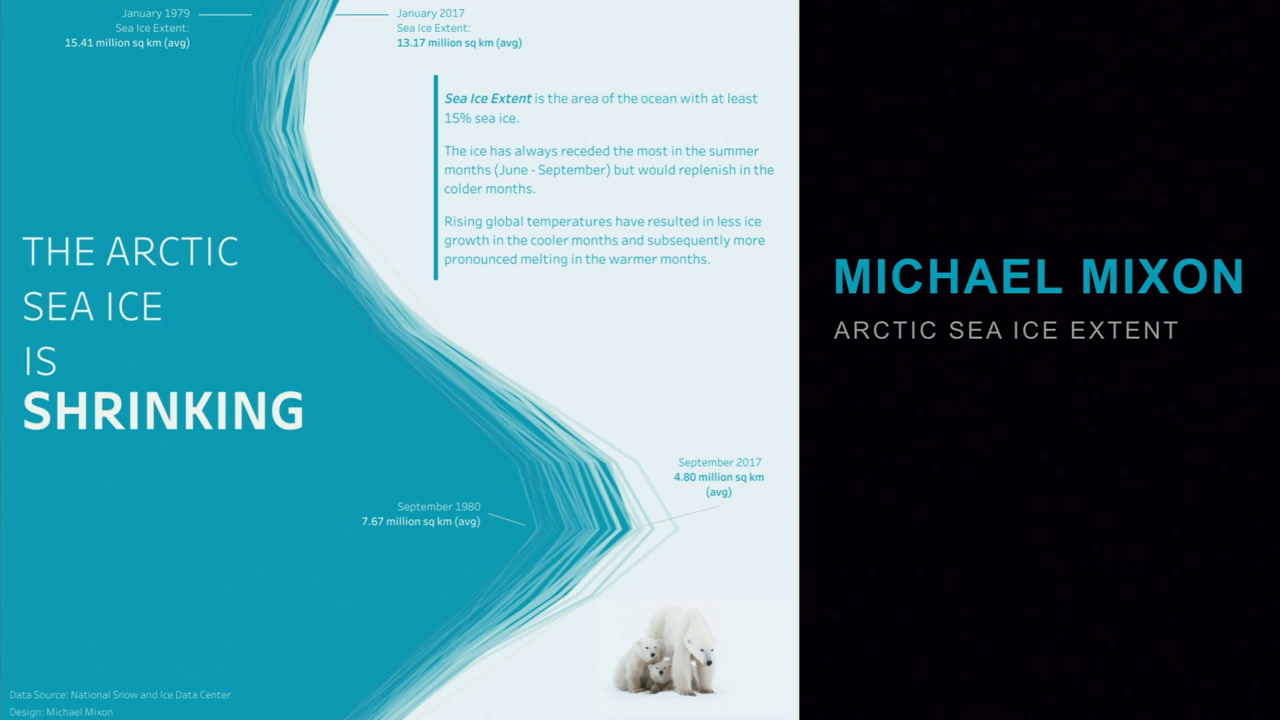 January 1979
Sea Ice Extent:
15.41 million sq km (avg)
January 2017
Sea Ice Extent:
13.17 million sq km (avg)
Sea Ice Extent is the area of the ocean with at least
15% sea ice.
The ice has always receded the most in the summer
months (June - September) but would replenish in the
colder months.
Rising global temperatures have resulted in less ice
growth in the cooler months and subsequently more
pronounced melting in the warmer months.
THE ARCTIC
SEA ICE
IS
SHRINKING
September 2017
4.80 million sq km
(avg)
September 1980
7.67 million sq km (avg)
Data Source: National Snow and Ice Data Center
Design: Michael Mixon
MICHAEL MIXON
ARCTIC SEA ICE EXTENT